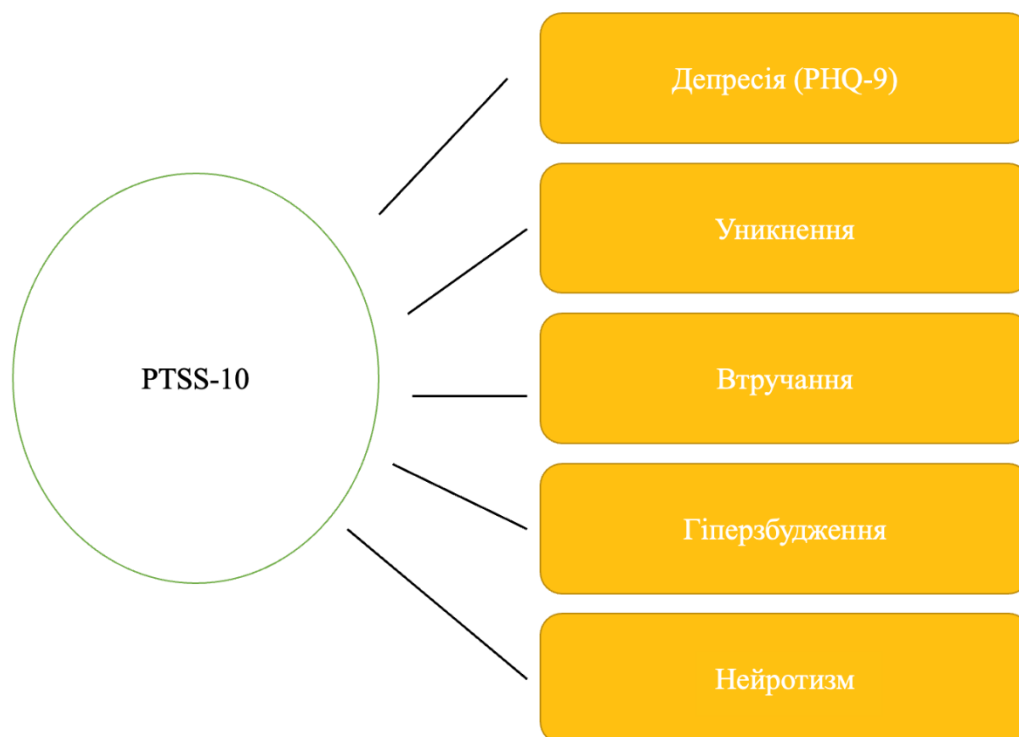 PTSS-10
Депресія (PHQ-9)
Уникнення
Втручання
Гіперзбудження
Нейротизм